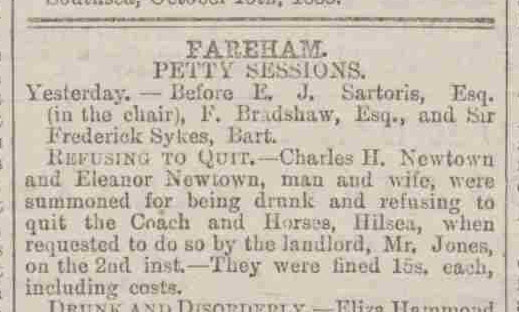 Southsea, October 15th, 1888.
FAREHAM.
PETTY SESSIONS.
Yesterday. — Before E. J. Sartoris, Esq.
(in the chair), F. Bradshaw, Esq., and Sir
Frederick Sykes, Bart.
REFUSING TO QUIT.—Charles H. Newtown
and Eleanor Newtown, man and wife, were
summoned for being drunk and refusing to
quit the Coach and Horses, Hilsea, when
requested to do so by the landlord, Mr. Jones,
on the 2nd inst.—They were fined 15s. each,
including costs.
DRUNK AND DISORDERLY.—Eliza Hammond